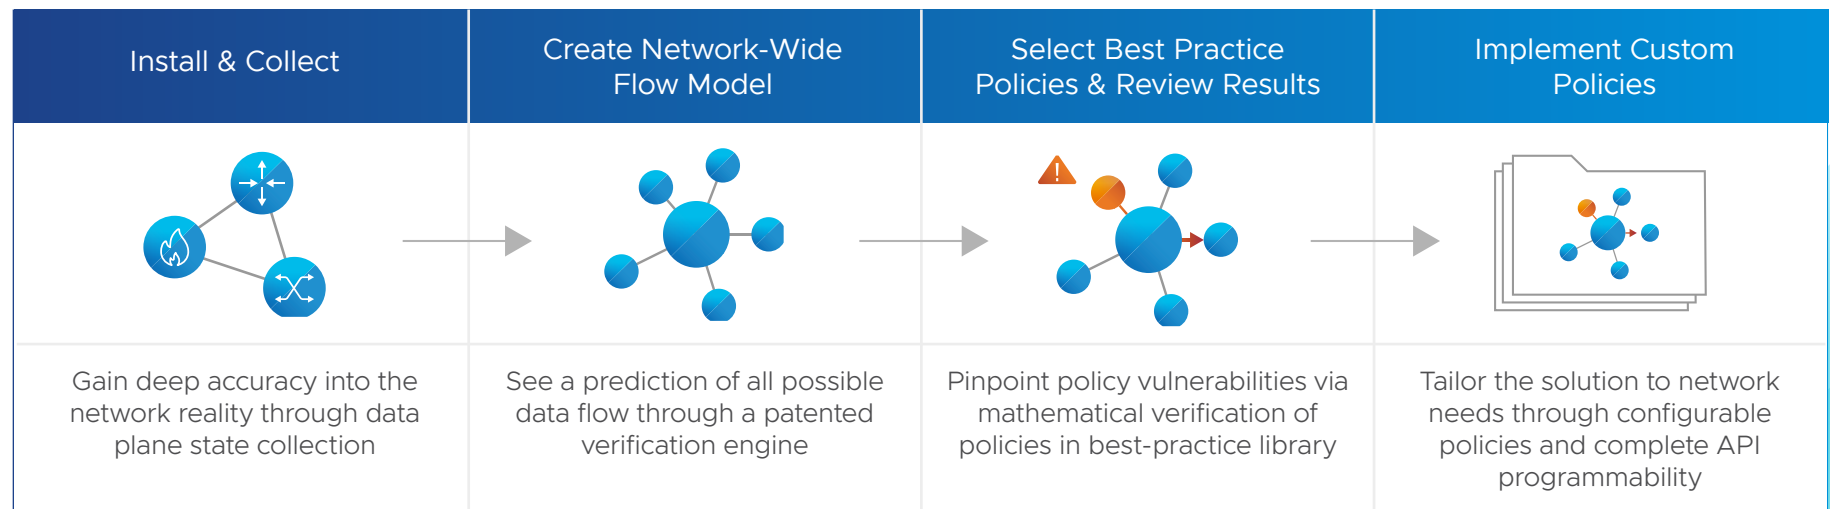 Install & Collect
Create Network-Wide
Flow Model
Select Best Practice
Policies & Review Results
Implement Custom
Policies
Gain deep accuracy into the
network reality through data
plane state collection
See a prediction of all possible
data flow through a patented
verification engine
Pinpoint policy vulnerabilities via
mathematical verification of
policies in best-practice library
Tailor the solution to network
needs through configurable
policies and complete API
programmability